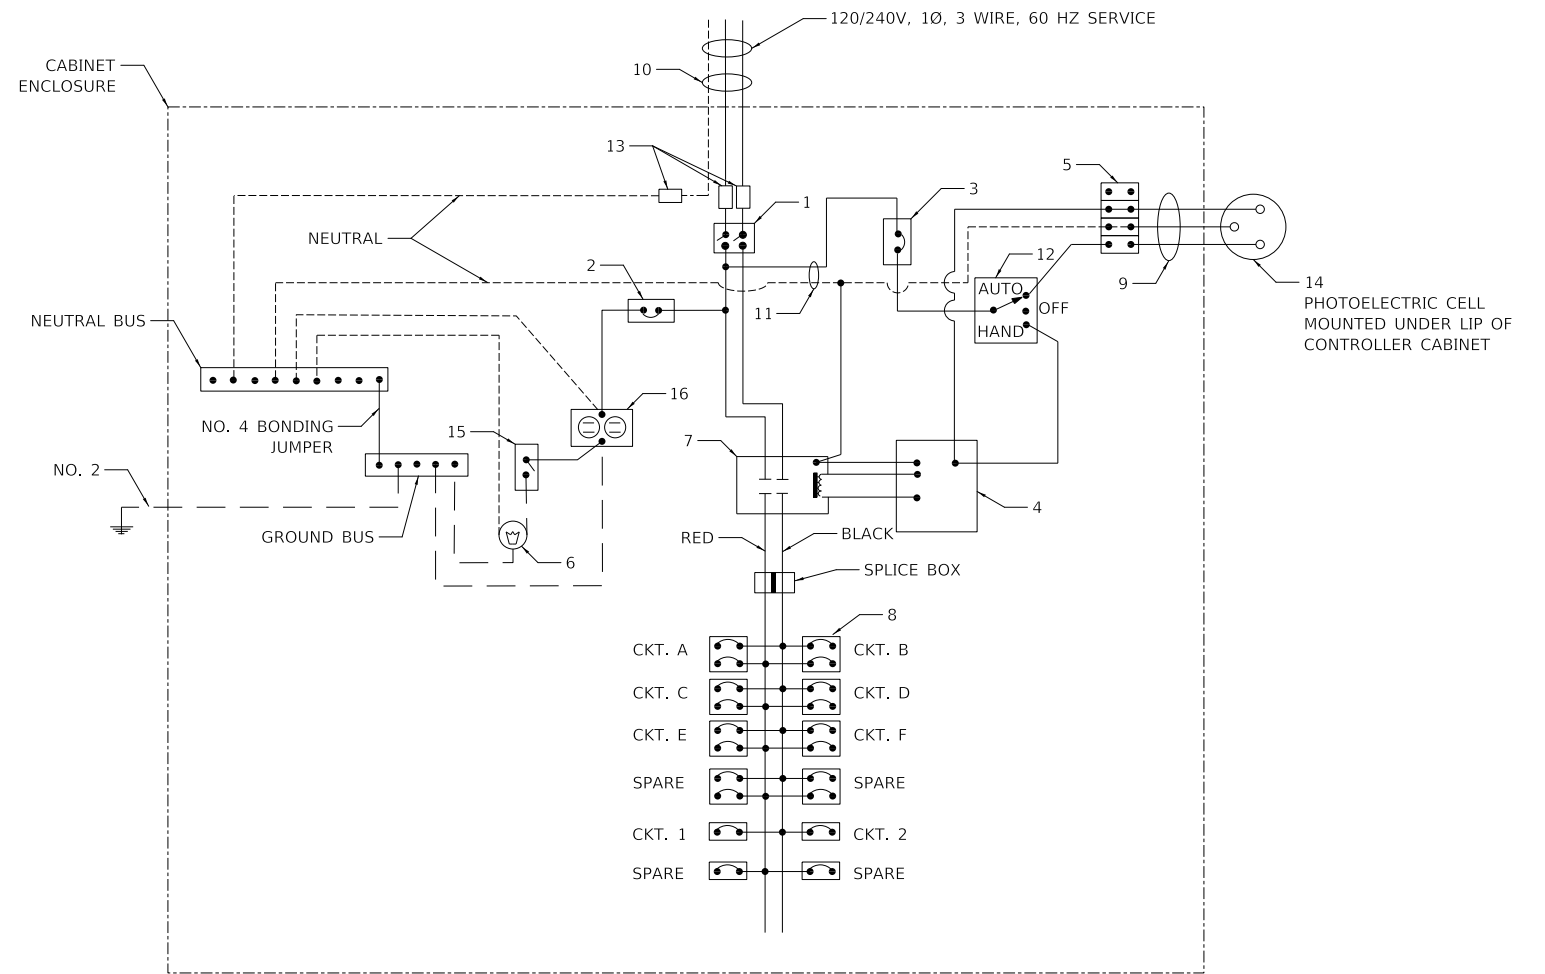 120/240V, 1Ø, 3 WIRE, 60 HZ SERVICE
CABINET
ENCLOSURE
10
13
5
3
1
NEUTRAL
12
2
9
14
AUTO
OFF
HAND
PHOTOELECTRIC CELL
MOUNTED UNDER LIP OF
CONTROLLER CABINET
11
NEUTRAL BUS
16
NO. 4 BONDING
JUMPER
15
7
NO. 2
4
GROUND BUS
RED
BLACK
6
SPLICE BOX
8
CKT. A
CKT. B
CKT. C
CKT. D
CKT. E
CKT. F
SPARE
SPARE
CKT. 1
CKT. 2
SPARE
SPARE